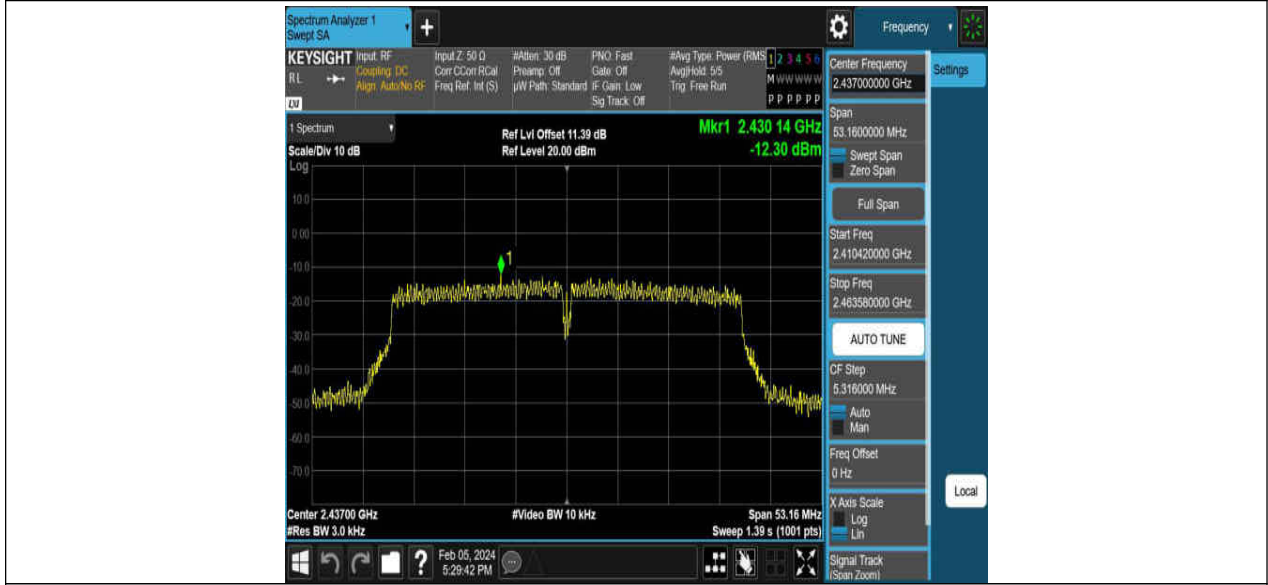 Spectrum Analyzer 1
Swept SA
+
Frequency
KEYSIGHT
RL
LXI
Input: RF
Coupling: DC
Align: Auto/No RF
Input Z: 50 Ω
Corr CCorr RCal
Freq Ref: Int (S)
#Atten: 30 dB
Preamp: Off
µW Path: Standard
PNO: Fast
Gate: Off
IF Gain: Low
Sig Track: Off
#Avg Type: Power (RMS
Avg|Hold: 5/5
Trig: Free Run
1 2 3 4 5 6
M W W W W W
P P P P P P
1 Spectrum
Scale/Div 10 dB
Log
Ref Lvl Offset 11.39 dB
Ref Level 20.00 dBm
Mkr1 2.430 14 GHz
-12.30 dBm
10.0
0.00
-10.0
-20.0
-30.0
-40.0
-50.0
-60.0
-70.0
1
Center 2.43700 GHz
#Res BW 3.0 kHz
#Video BW 10 kHz
Span 53.16 MHz
Sweep 1.39 s (1001 pts)
?
Feb 05, 2024
5:29:42 PM
Center Frequency
2.437000000 GHz
Settings
Span
53.1600000 MHz
Swept Span
Zero Span
Full Span
Start Freq
2.410420000 GHz
Stop Freq
2.463580000 GHz
AUTO TUNE
CF Step
5.316000 MHz
Auto
Man
Freq Offset
0 Hz
X Axis Scale
Log
Lin
Local
Signal Track
(Span Zoom)